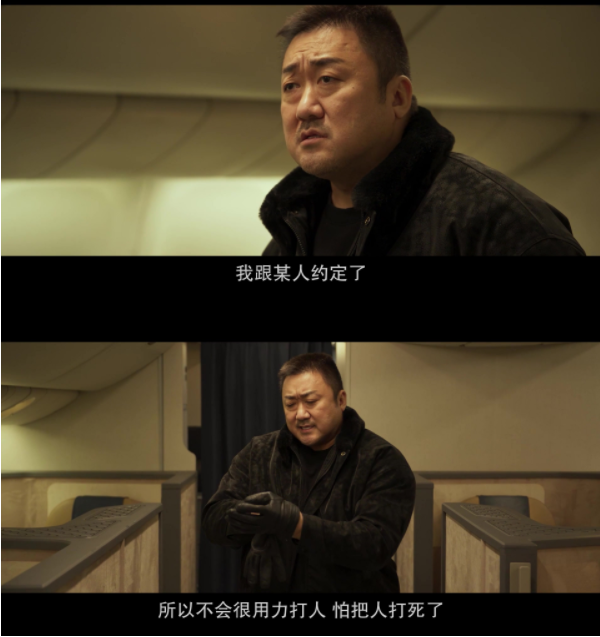 我跟某人约定了
所以不会很用力打人 怕把人打死了